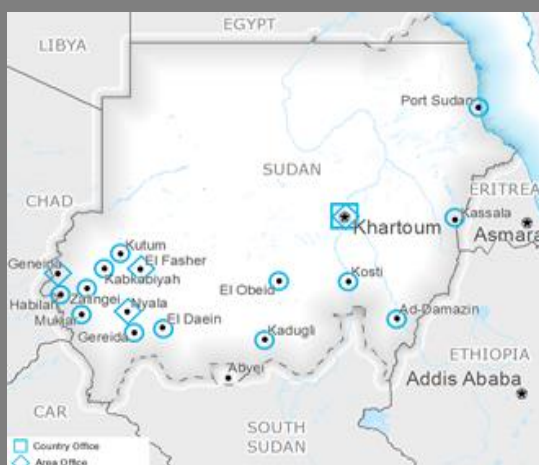 EGYPT
LIBYA
Port Sudan
SUDAN
CHAD
ERITREA
Kassala
Khartoum
Asmara
Kutum
El Fasher
Geneina
Kabkabiyah
Zalingei
Habilah
El Obeid
Kosti
Nyala
Mukjar
El Daein
Ad-Damazin
Gereida
Kadugli
ETHIOPIA
Abyei
Addis Ababa
CAR
SOUTH
SUDAN
Country Office
Area Office